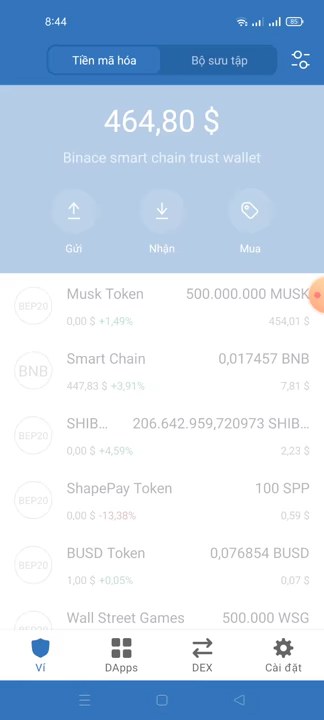 8:44
85
Tiền mã hóa
Bộ sưu tập
464,80 $
Binace smart chain trust wallet
Gửi
Nhận
Mua
BEP20
Musk Token
500.000.000 MUSK
0,00 $ +1,49%
454,01 $
BNB
Smart Chain
0,017457 BNB
447,83 $ +3,91%
7,81 $
BEP20
SHIB...
206.642.959,720973 SHIB...
0,00 $ +4,59%
2,23 $
BEP20
ShapePay Token
100 SPP
0,00 $ -13,38%
0,59 $
BEP20
BUSD Token
0,076854 BUSD
1,00 $ +0,05%
0,07 $
BEP20
Wall Street Games
500.000 WSG
Ví
DApps
DEX
Cài đặt